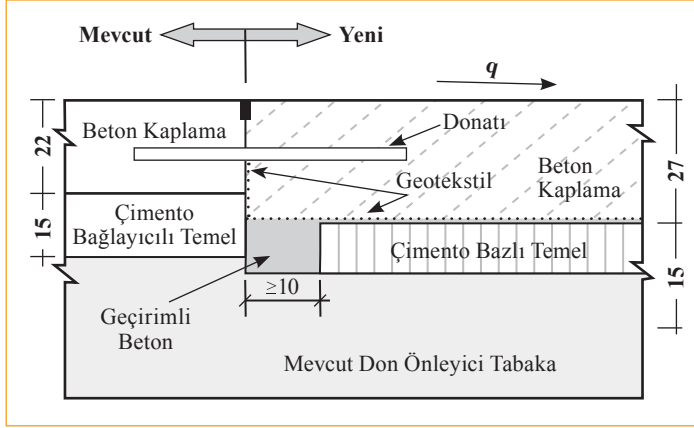 Mevcut
Yeni
q
Beton Kaplama
Donatı
Geotekstil
Beton
Kaplama
22
27
Çimento
Bağlayıcılı Temel
Çimento Bazlı Temel
15
15
≥10
Geçirimli
Beton
Mevcut Don Önleyici Tabaka